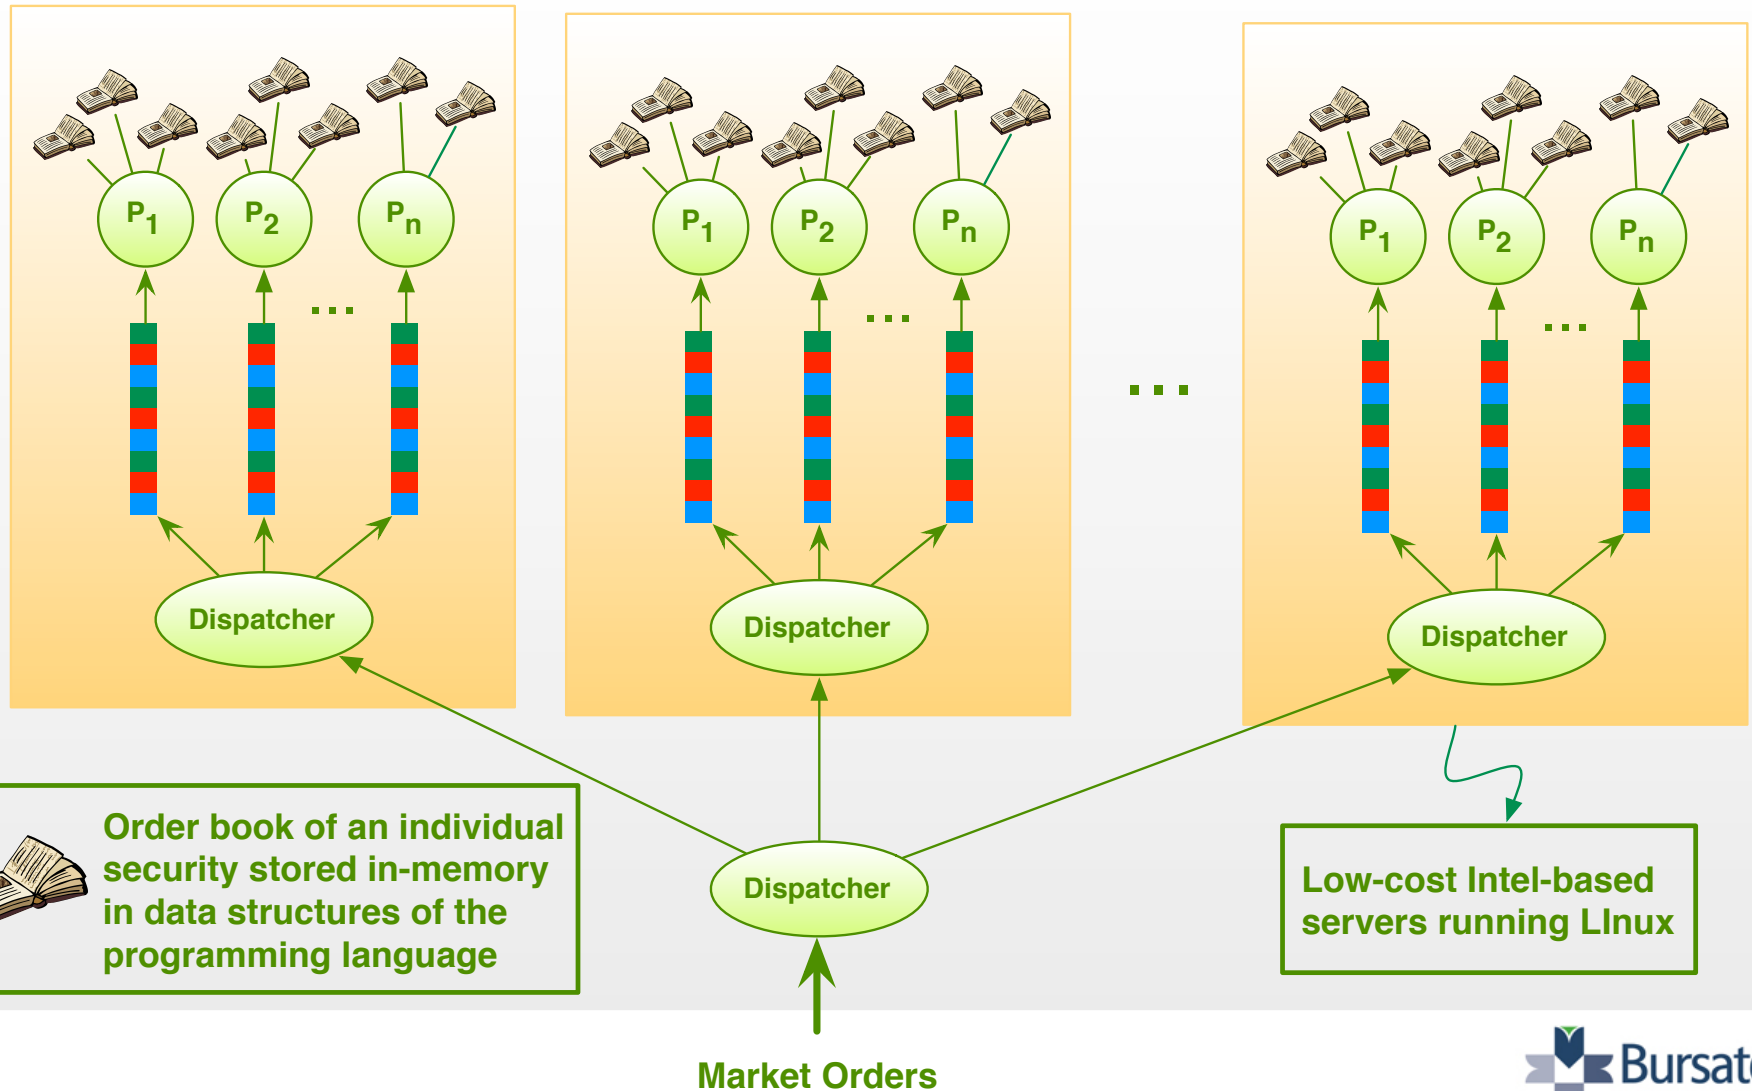 P1
P2
Pn
P1
P2
Pn
P1
P2
Pn
...
...
...
...
Dispatcher
Dispatcher
Dispatcher
Order book of an individual
security stored in-memory
in data structures of the
programming language
Dispatcher
Low-cost Intel-based
servers running LInux
Market Orders